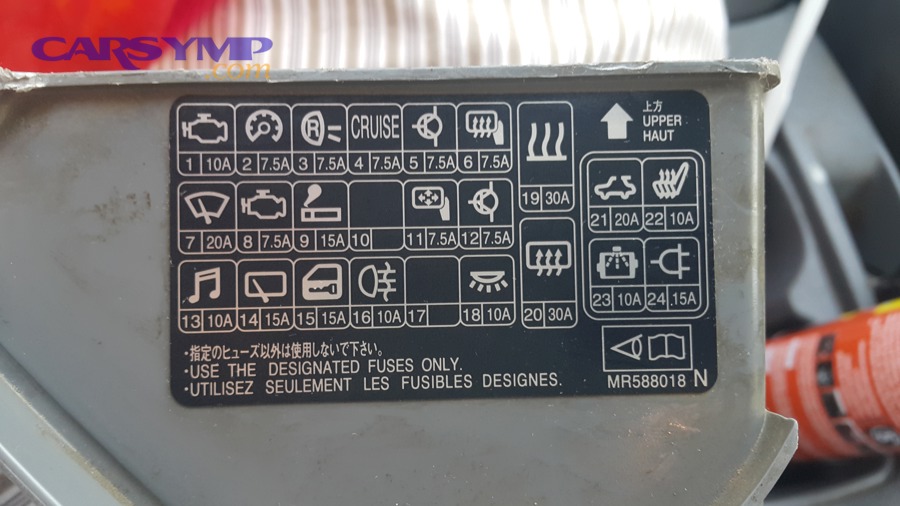 CARSYMP
.com
上方
UPPER
HAUT
R
CRUISE
1 10A 2 7.5A 3 7.5A 4 7.5A 5 7.5A 6 7.5A
19 30A
21 20A 22 10A
7 20A 8 7.5A 9 15A 10 11 7.5A 12 7.5A
13 10A 14 15A 15 15A 16 10A 17 18 10A
20 30A
23 10A 24 15A
・指定のヒューズ以外は使用しないで下さい。
・USE THE DESIGNATED FUSES ONLY.
・UTILISEZ SEULEMENT LES FUSIBLES DESIGNES.
MR588018 N